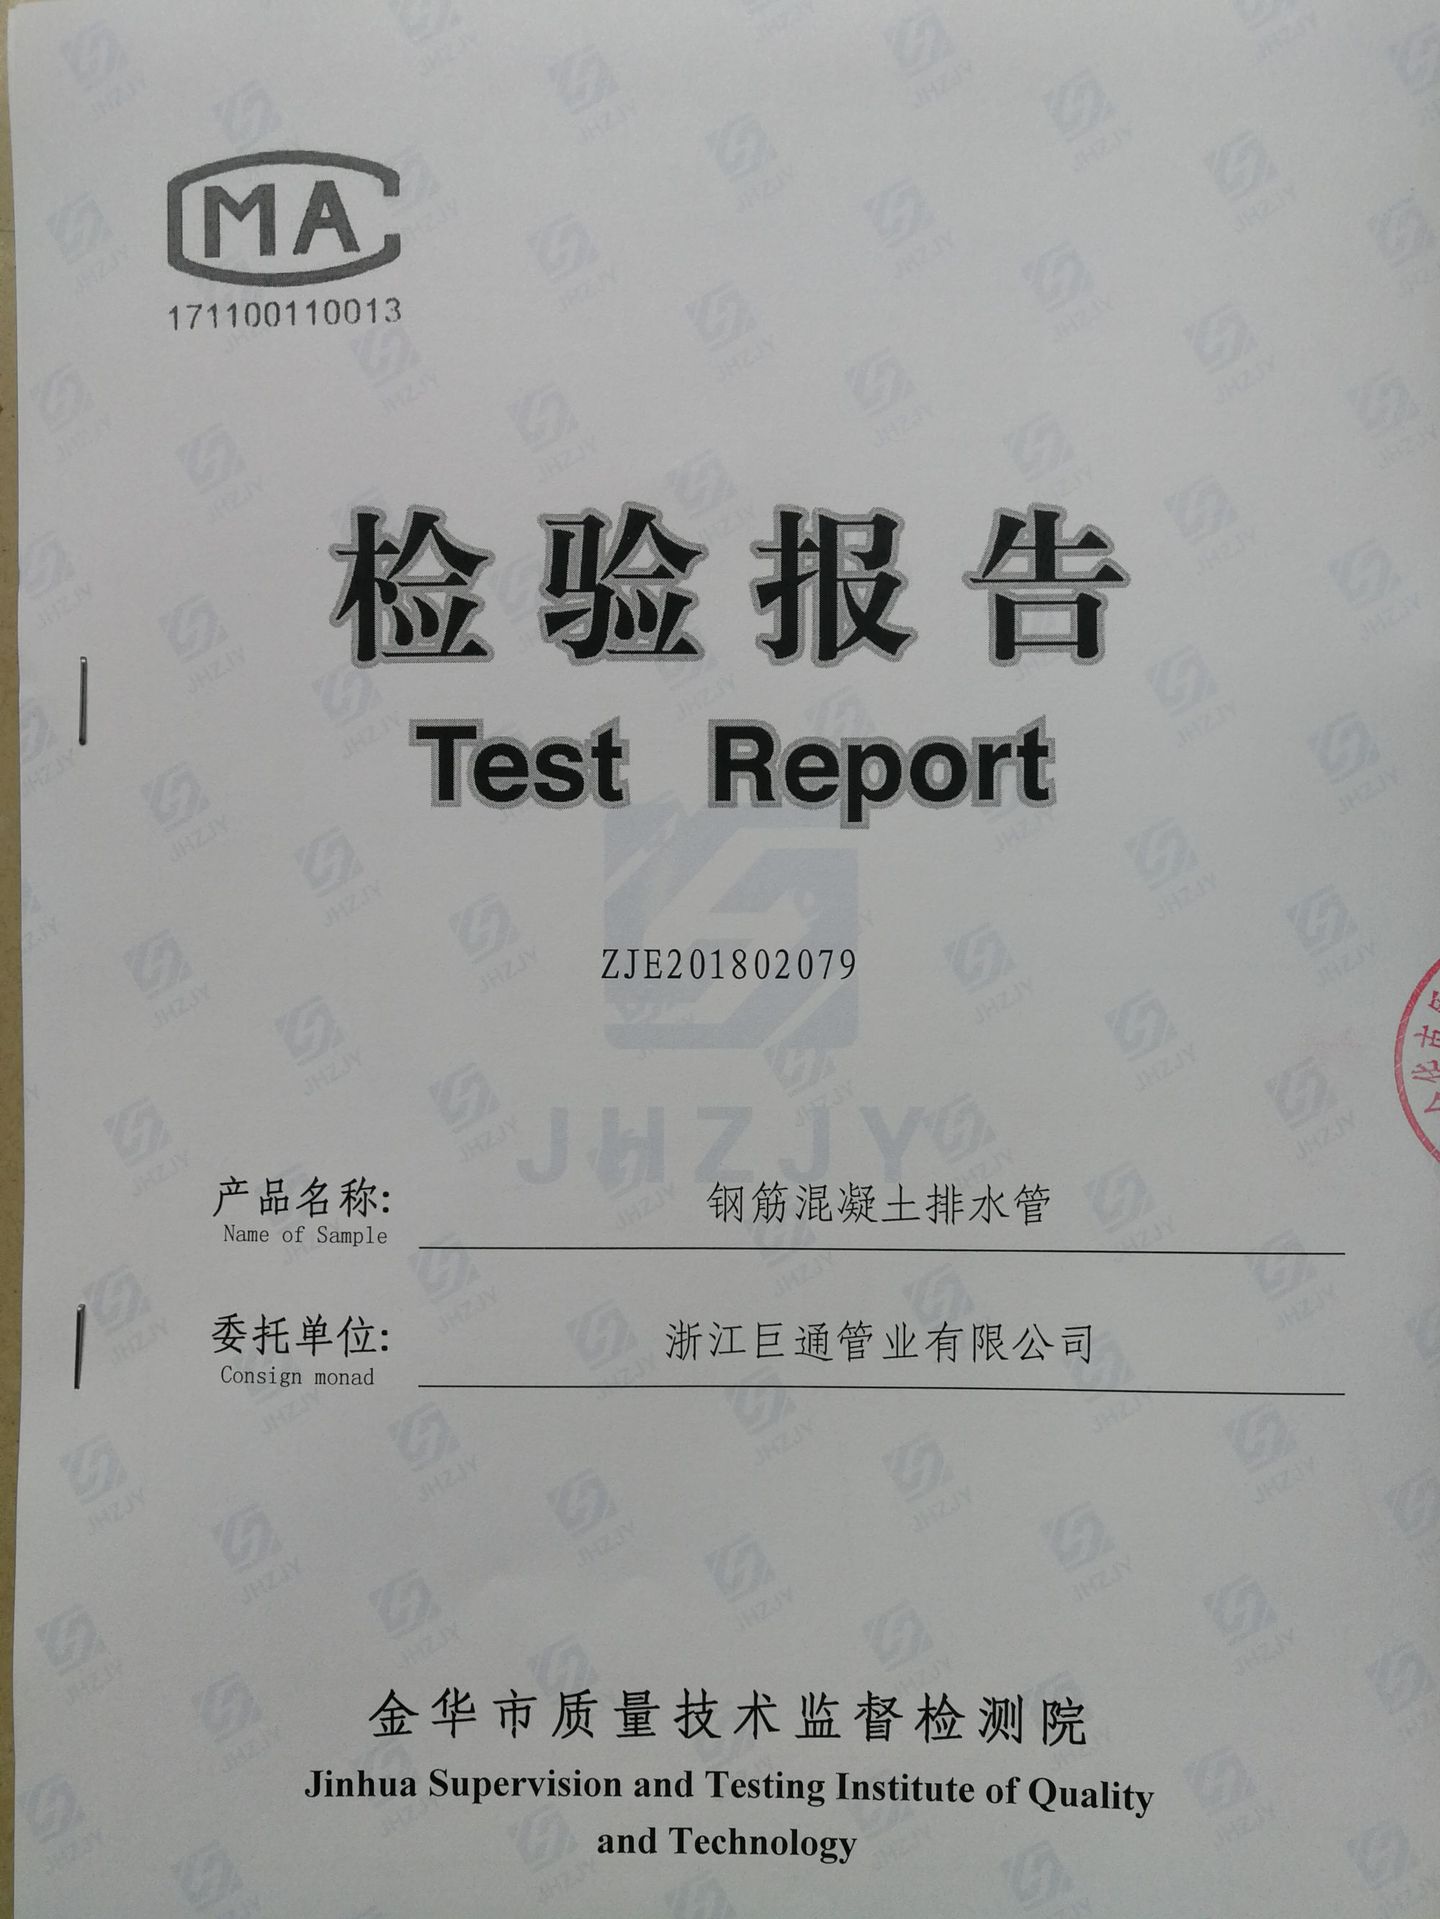 MA
171100110013
检验报告
Test Report
ZJE201802079
JHZJY
产品名称: 钢筋混凝土排水管
Name of Sample
委托单位: 浙江巨通管业有限公司
Consign monad
金华市质量技术监督检测院
Jinhua Supervision and Testing Institute of Quality
and Technology